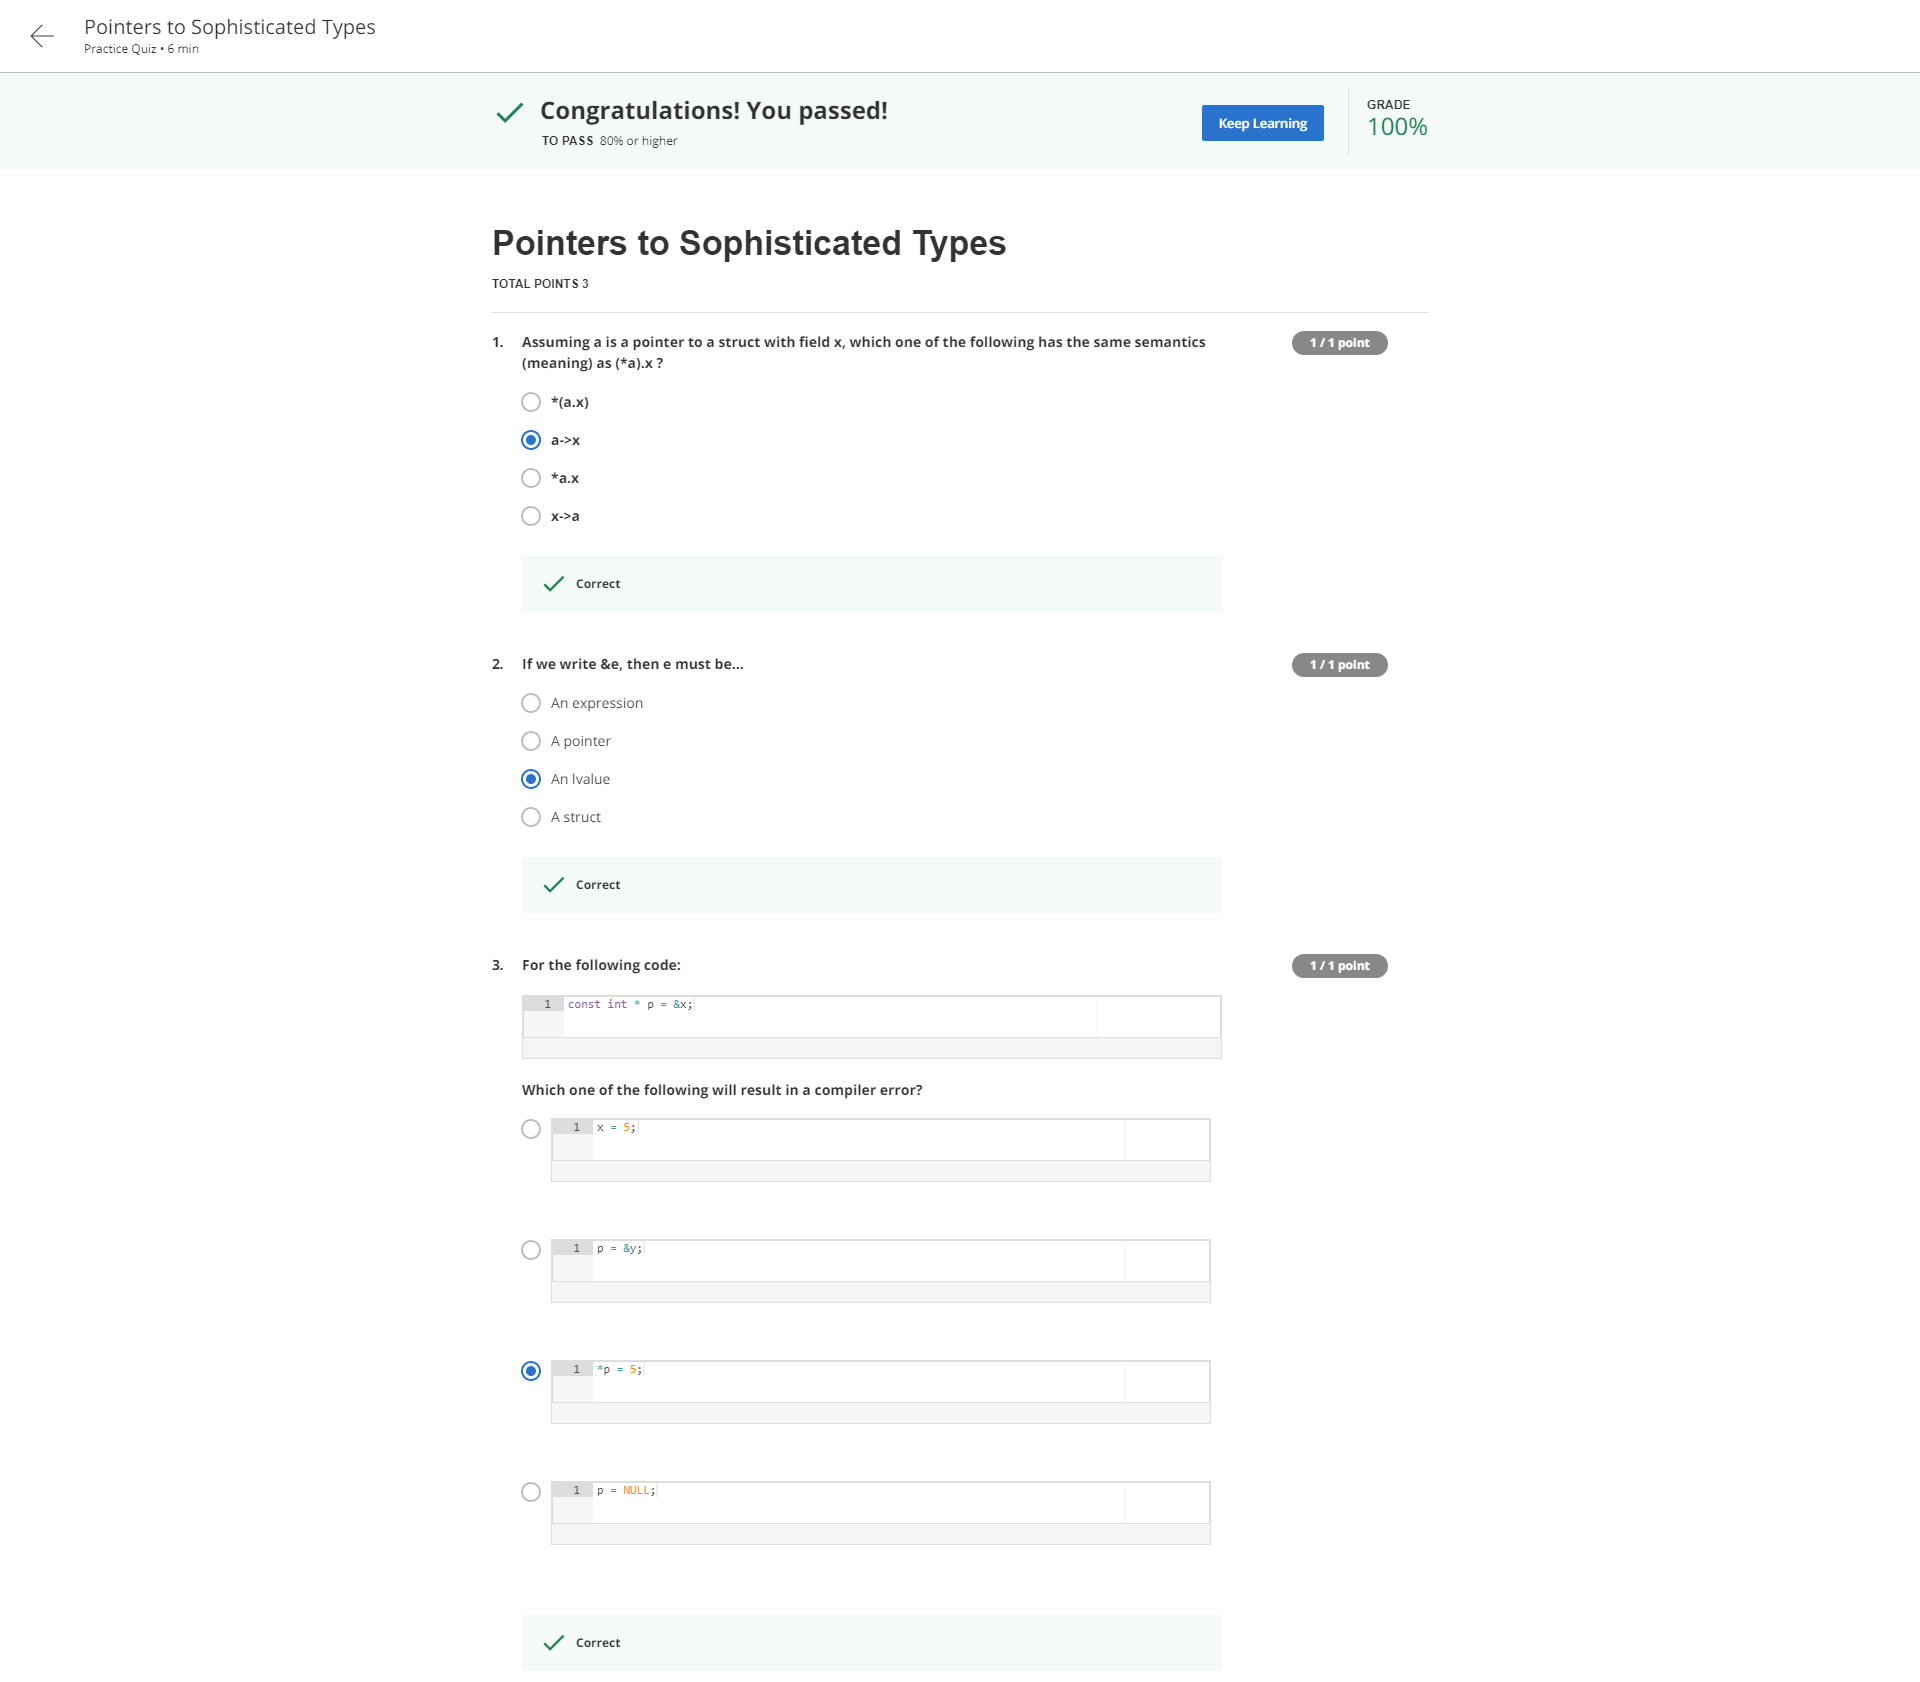 Pointers to Sophisticated Types
Practice Quiz • 6 min
Congratulations! You passed!
TO PASS 80% or higher
Keep Learning
GRADE
100%
Pointers to Sophisticated Types
TOTAL POINTS 3
1. Assuming a is a pointer to a struct with field x, which one of the following has the same semantics
(meaning) as (*a).x ?
1 / 1 point
*(a.x)
a->x
*a.x
x->a
Correct
2. If we write &e, then e must be...
1 / 1 point
An expression
A pointer
An lvalue
A struct
Correct
3. For the following code:
1 / 1 point
1 const int * p = &x;
Which one of the following will result in a compiler error?
1 x = 5;
1 p = &y;
1 *p = 5;
1 p = NULL;
Correct